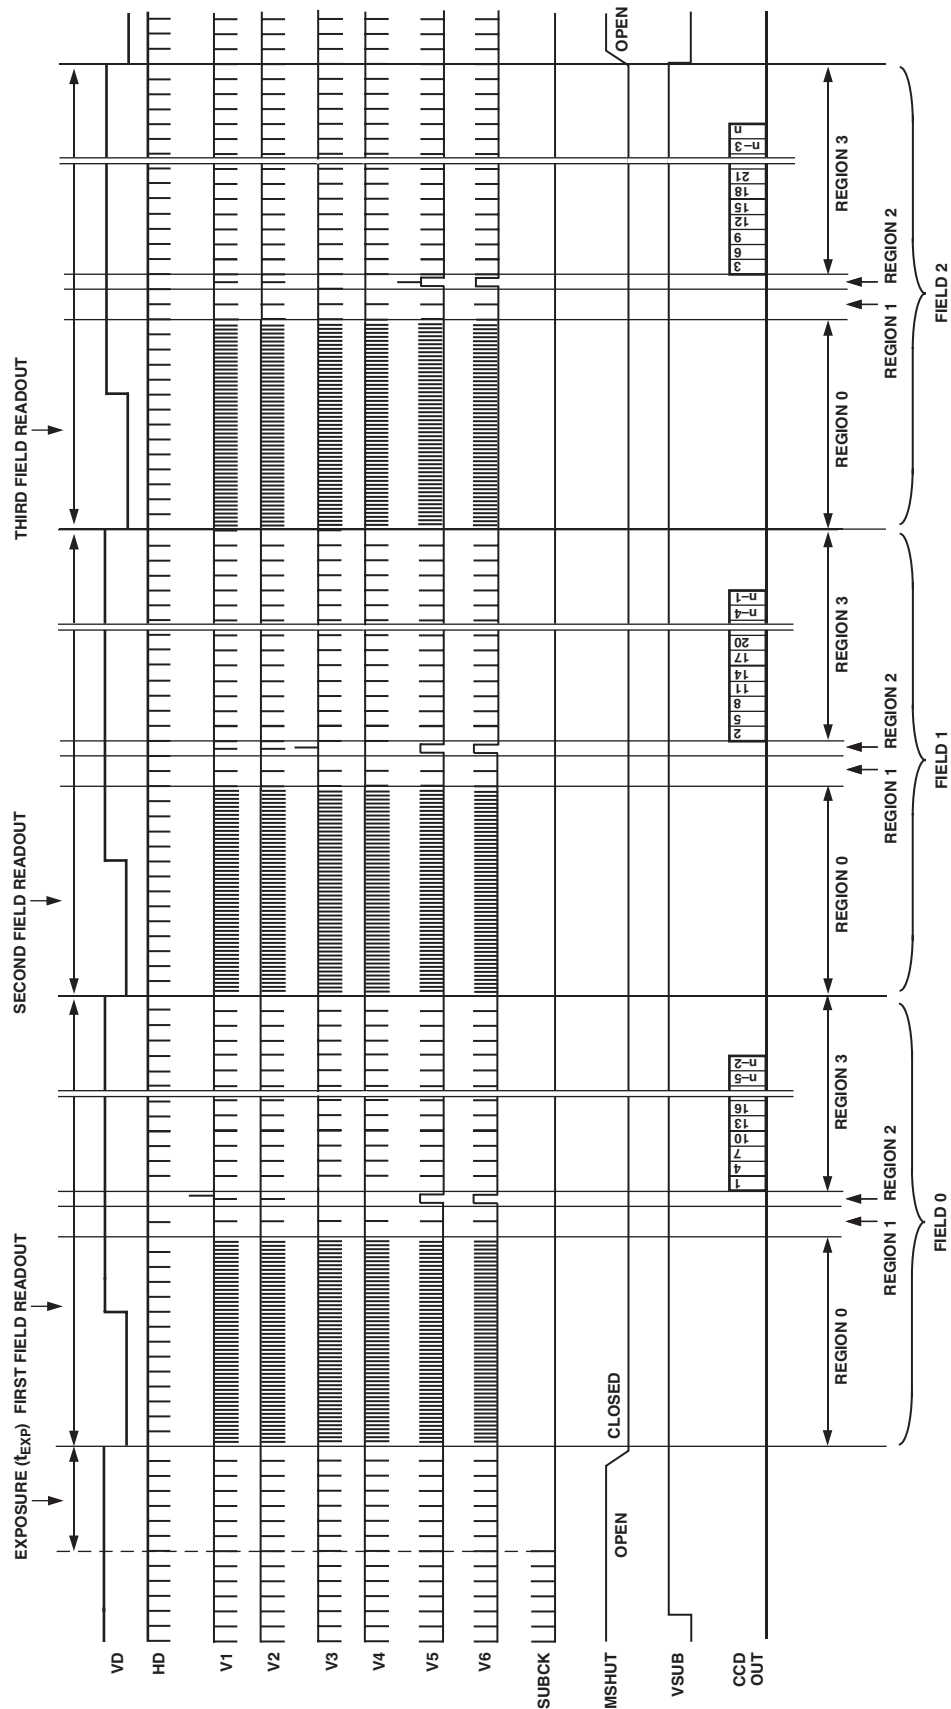 EXPOSURE (tEXP) FIRST FIELD READOUT
SECOND FIELD READOUT
THIRD FIELD READOUT
VD
HD
V1
V2
V3
V4
V5
V6
SUBCK
MSHUT
OPEN
CLOSED
OPEN
VSUB
CCD
OUT
1 4 7 10 13 16 n–5 n–2
2 5 8 11 14 17 20 n–4 n–1
3 6 9 12 15 18 21 n–3 n
REGION 0
REGION 3
REGION 0
REGION 3
REGION 0
REGION 3
REGION 1
REGION 2
REGION 1
REGION 2
REGION 1
REGION 2
FIELD 0
FIELD 1
FIELD 2